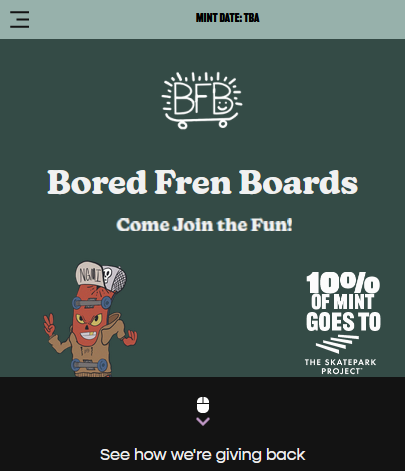 MINT DATE: TBA
BFB
Bored Fren Boards
Come Join the Fun!
NGMI
10%
OF MINT
GOES TO
THE SKATEPARK
PROJECT
See how we're giving back